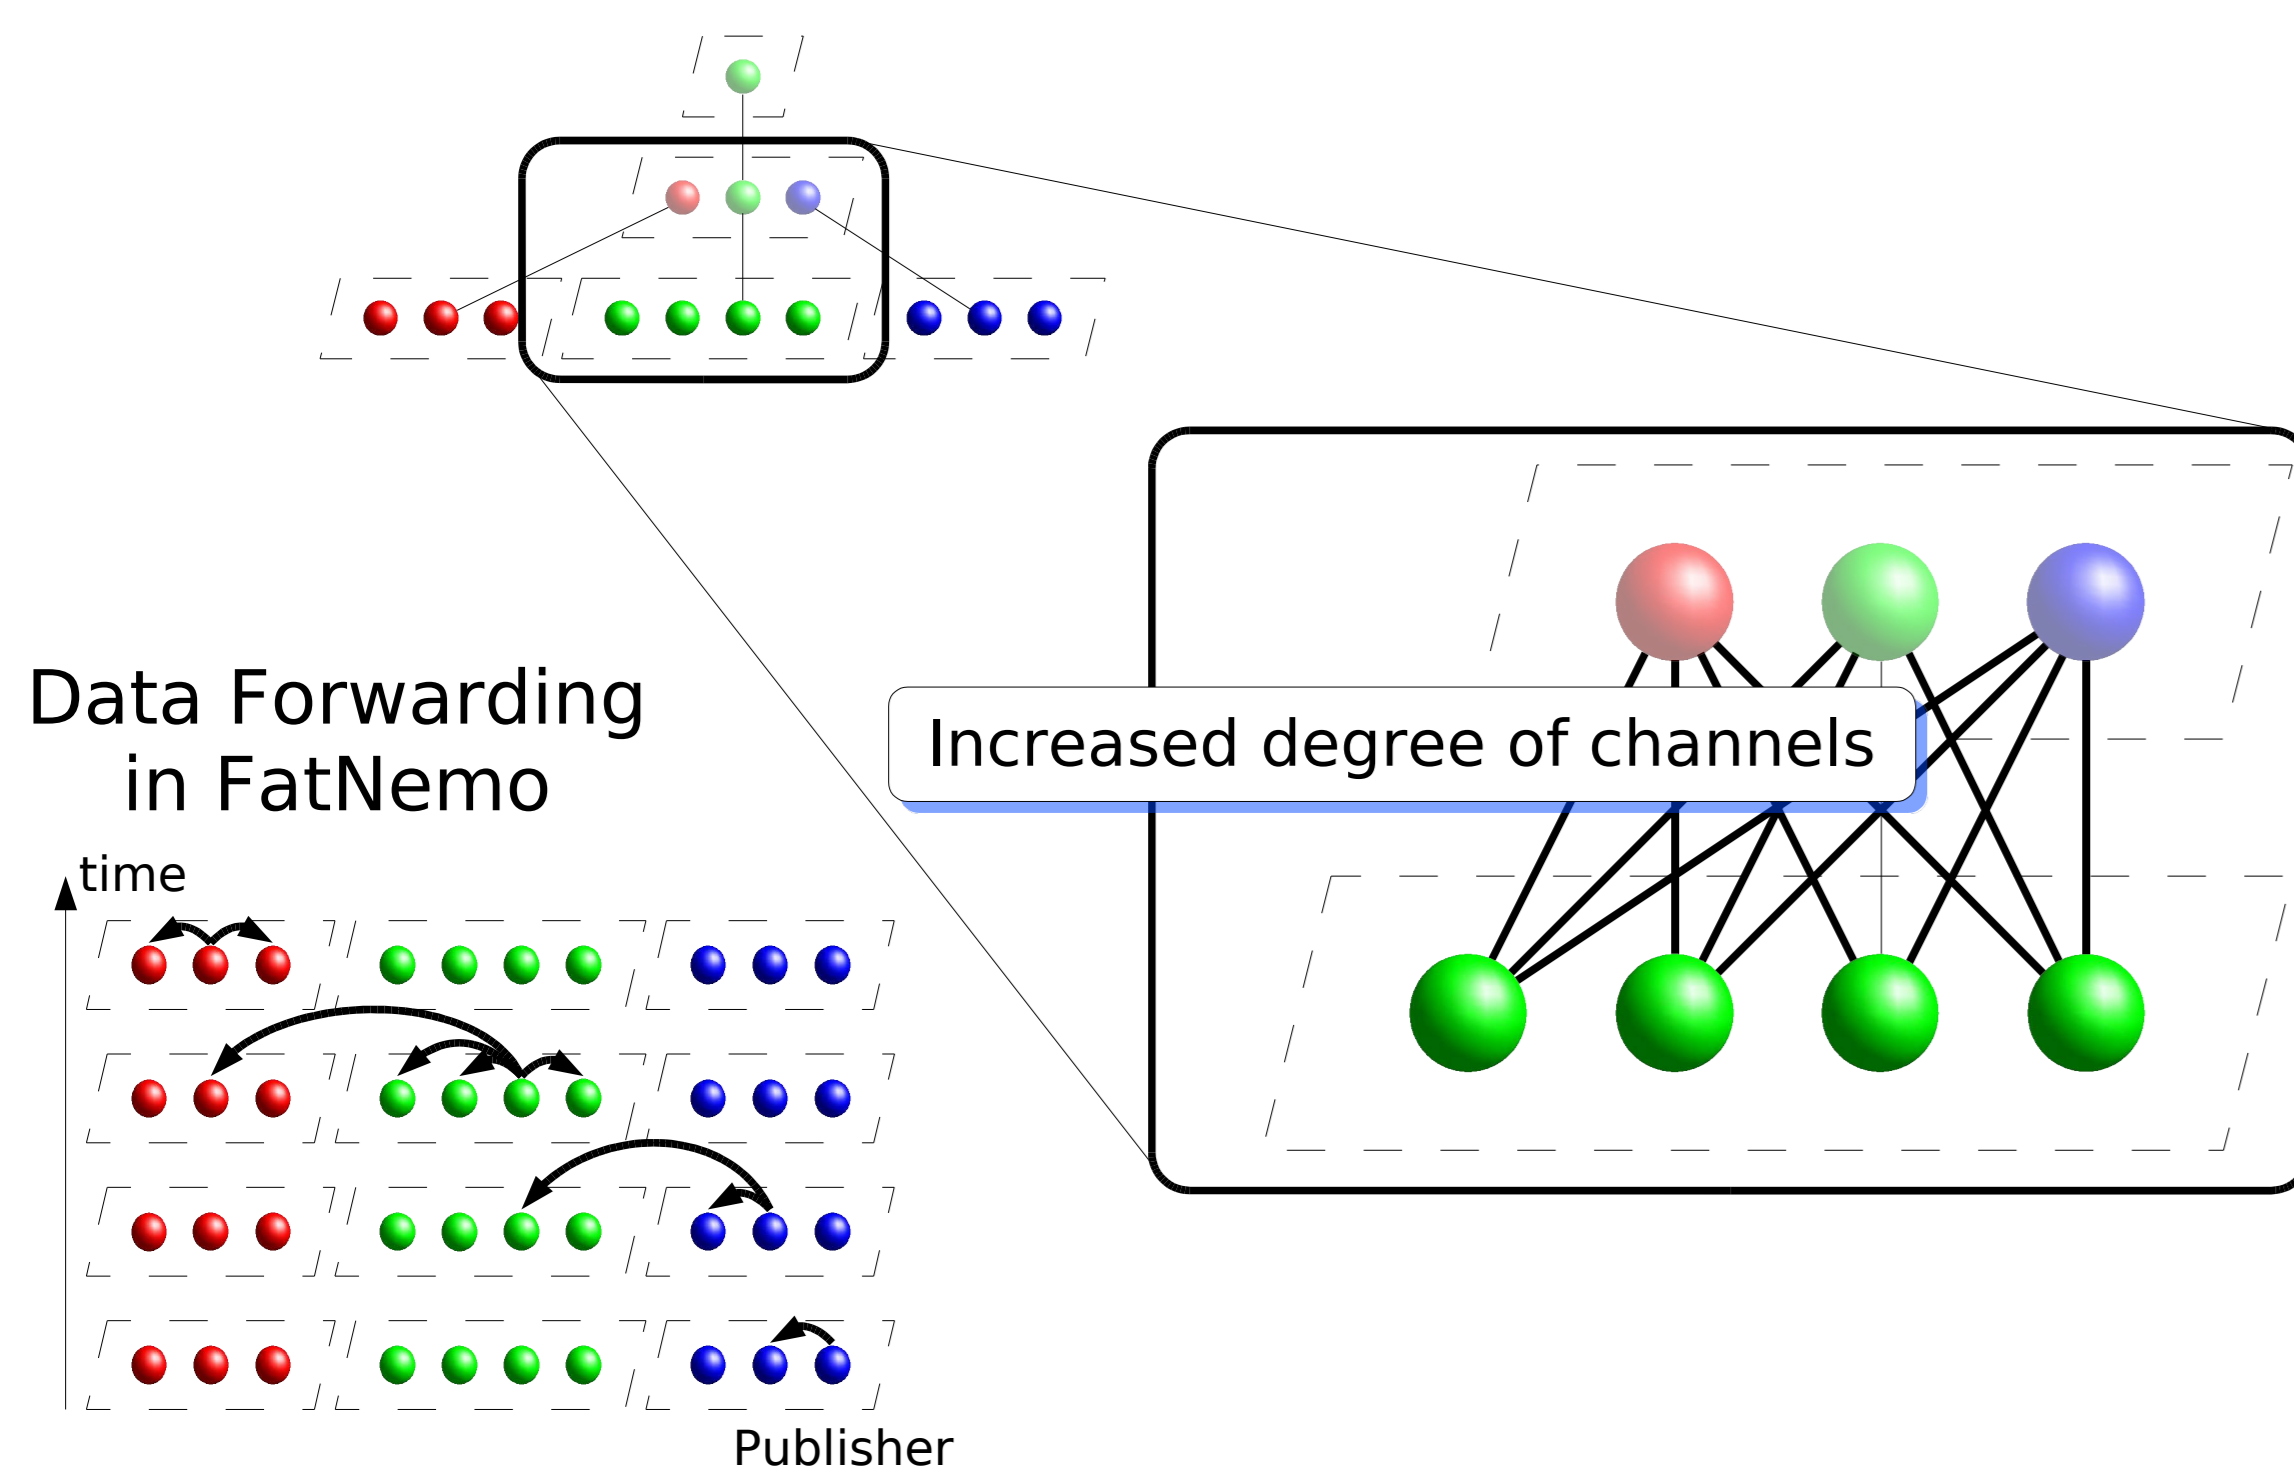 Increased degree of channels
Data Forwarding
in FatNemo
time
Publisher